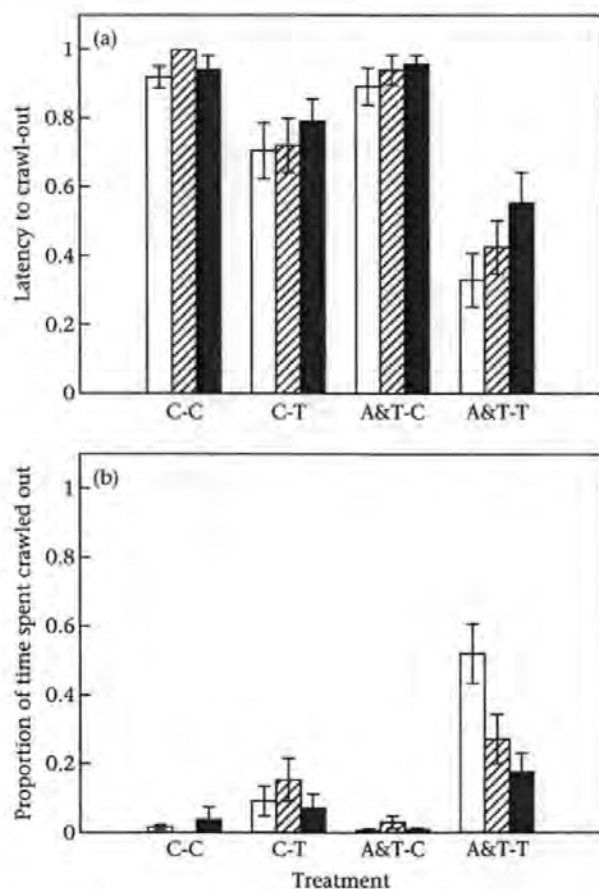 (a)
1
0.8
0.6
0.4
0.2
0
Latency to crawl-out
C-C C-T A&T-C A&T-T
(b)
1
0.8
0.6
0.4
0.2
0
Proportion of time spent crawled out
C-C C-T A&T-C A&T-T
Treatment